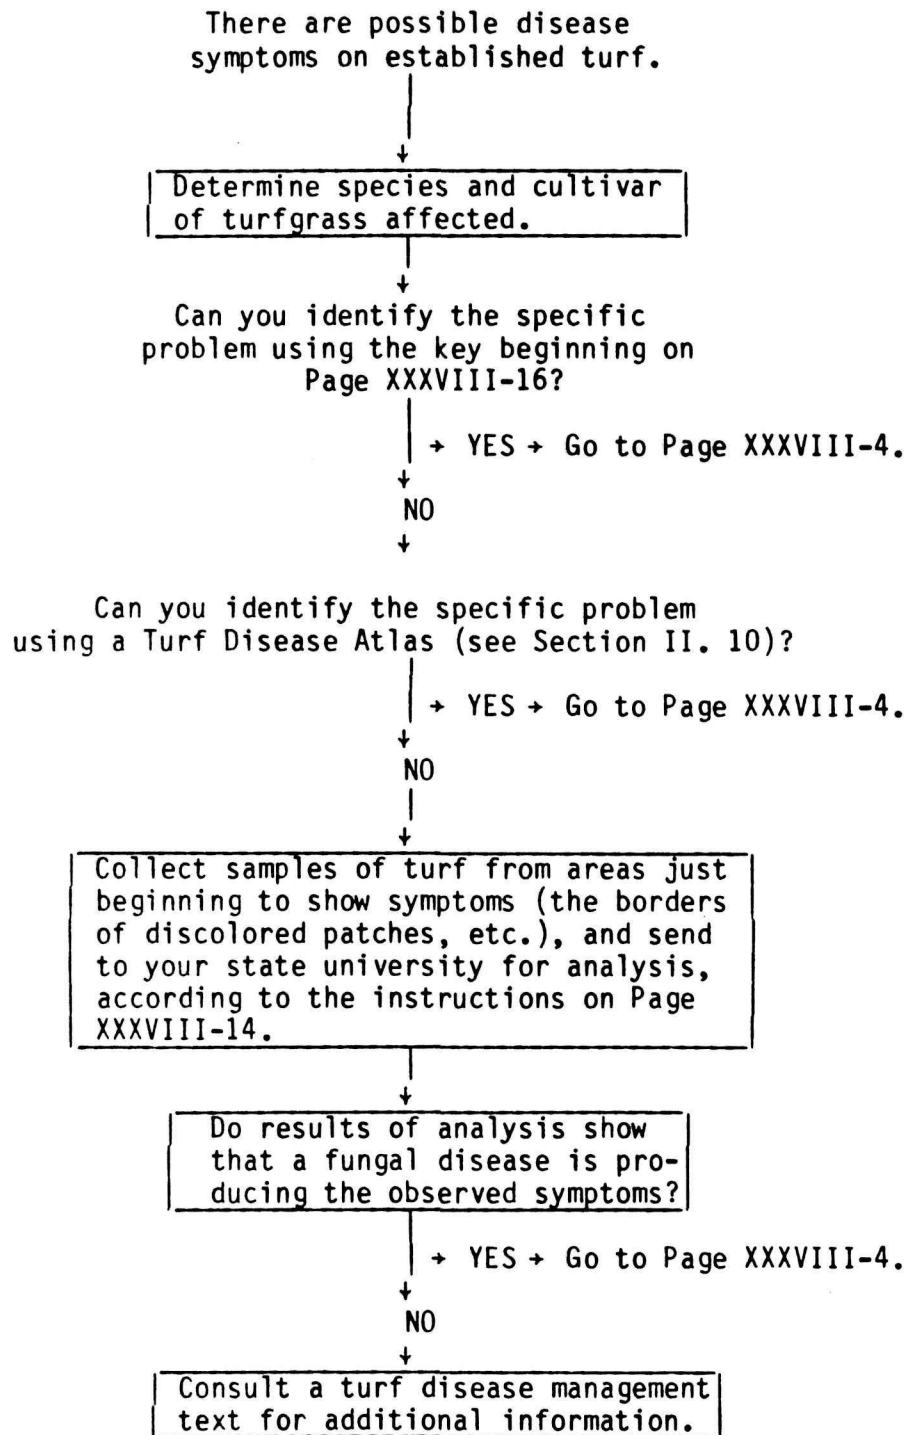 There are possible disease
symptoms on established turf.
Determine species and cultivar
of turfgrass affected.
Can you identify the specific
problem using the key beginning on
Page XXXVIII-16?
→ YES → Go to Page XXXVIII-4.
NO
Can you identify the specific problem
using a Turf Disease Atlas (see Section II. 10)?
→ YES → Go to Page XXXVIII-4.
NO
Collect samples of turf from areas just
beginning to show symptoms (the borders
of discolored patches, etc.), and send
to your state university for analysis,
according to the instructions on Page
XXXVIII-14.
Do results of analysis show
that a fungal disease is pro-
ducing the observed symptoms?
→ YES → Go to Page XXXVIII-4.
NO
Consult a turf disease management
text for additional information.